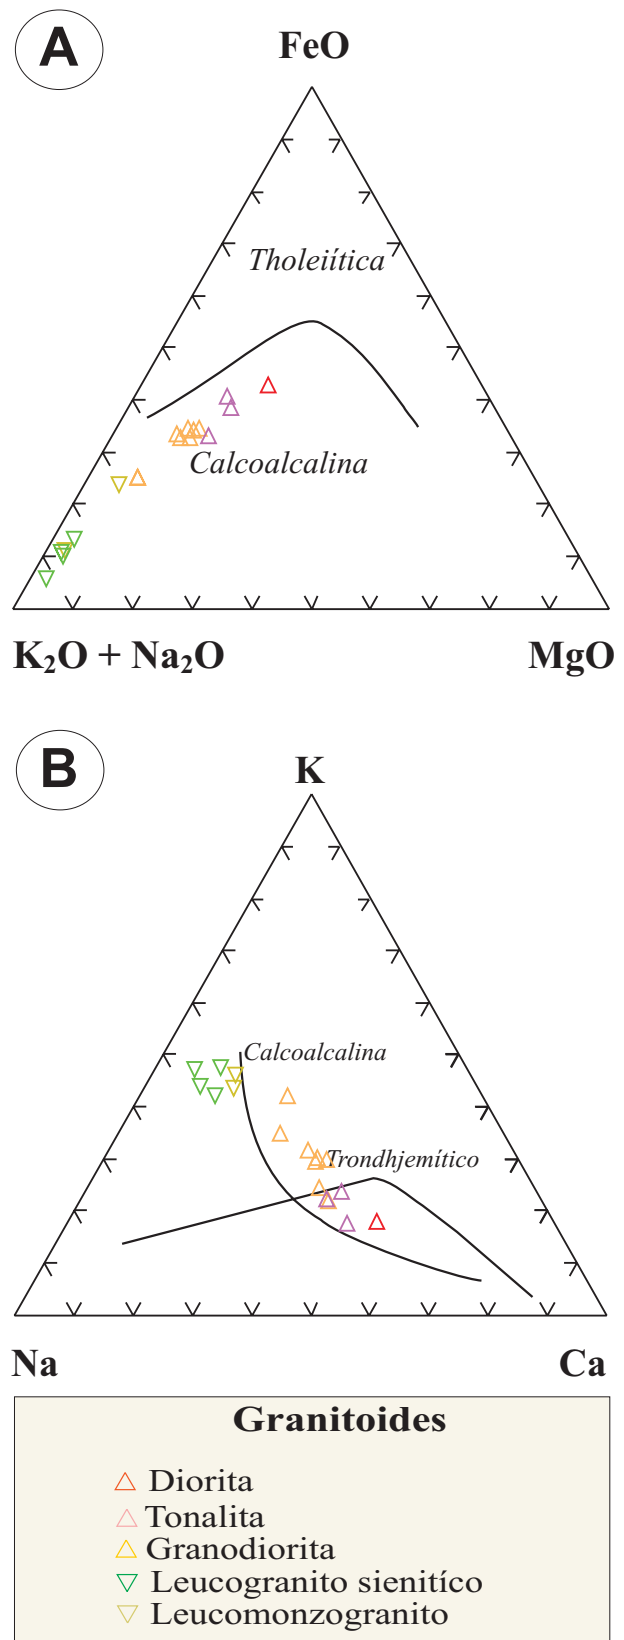 A
FeO
Tholeiítica
Calcoalcalina
K₂O + Na₂O MgO
B
K
Calcoalcalina
Trondhjemítico
Na Ca
Granitoides
Diorita
Tonalita
Granodiorita
Leucogranito sienitíco
Leucomonzogranito